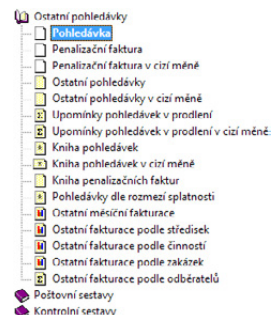 Ostatní pohledávky
Pohledávka
Penalizační faktura
Penalizační faktura v cizí měně
Ostatní pohledávky
Ostatní pohledávky v cizí měně
Upomínky pohledávek v prodlení
Upomínky pohledávek v prodlení v cizí měně
Kniha pohledávek
Kniha pohledávek v cizí měně
Kniha penalizačních faktur
Pohledávky dle rozmezí splatnosti
Ostatní měsíční fakturace
Ostatní fakturace podle středisek
Ostatní fakturace podle činností
Ostatní fakturace podle zakázek
Ostatní fakturace podle odběratelů
Poštovní sestavy
Kontrolní sestavy